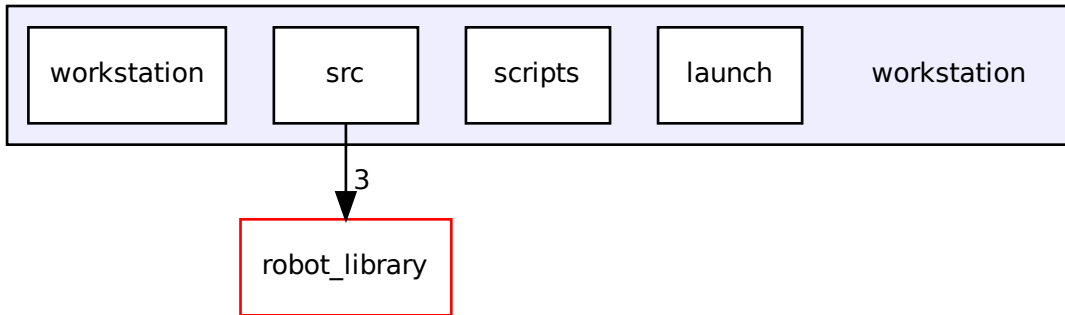 workstation
src
scripts
launch
workstation
3
robot_library